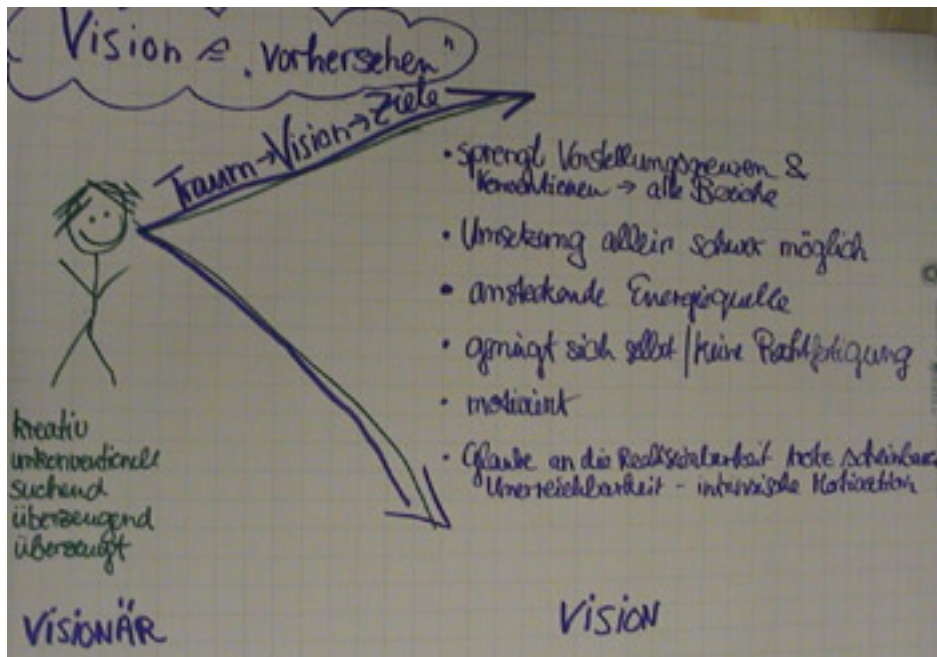 Vision ≙ „vorhersehen"
Traum → Vision → Ziele
• sprengt Vorstellungsgrenzen &
Konventionen → alle Bereiche
• Umsetzung allein schwer möglich
• ansteckende Energiequelle
• genügt sich selbst / keine Rechtfertigung
• motiviert
• Glaube an die Realisierbarkeit trotz scheinbarer
Unerreichbarkeit - intrinsische Motivation
kreativ
unkonventionell
suchend
überzeugend
überzeugt
VISIONÄR
VISION